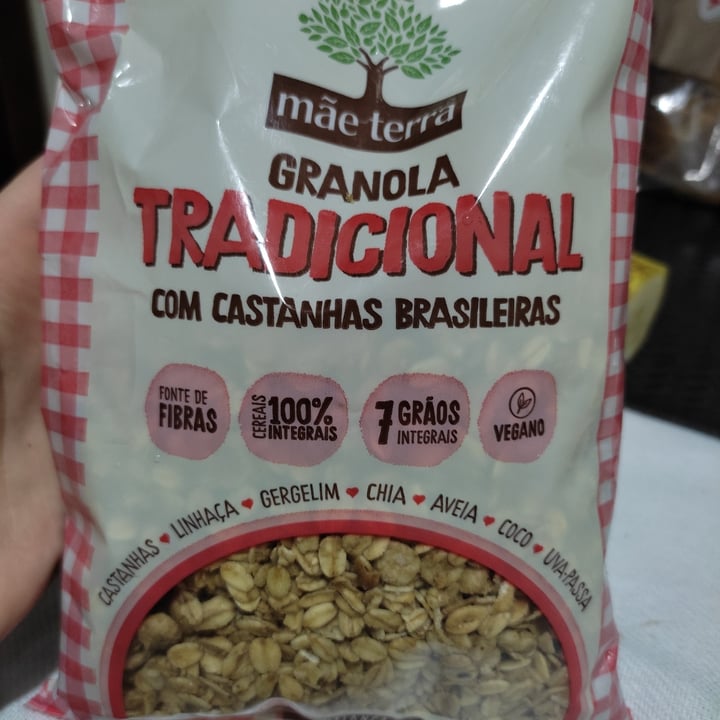 mãe terra
GRANOLA
TRADICIONAL
COM CASTANHAS BRASILEIRAS
FONTE DE
FIBRAS
CEREAIS
100%
INTEGRAIS
7 GRÃOS
INTEGRAIS
VEGANO
CASTANHAS ♥ LINHAÇA ♥ GERGELIM ♥ CHIA ♥ AVEIA ♥ COCO ♥ UVA-PASSA